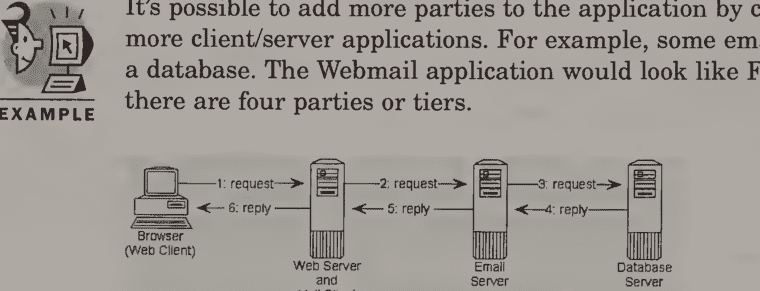 It's possible to add more parties to the application by
more client/server applications. For example, some
a database. The Webmail application would look like
there are four parties or tiers.
EXAMPLE
1: request
2: request
3: request
6: reply
5: reply
4: reply
Browser
(Web Client)
Web Server
and
Email
Server
Database
Server